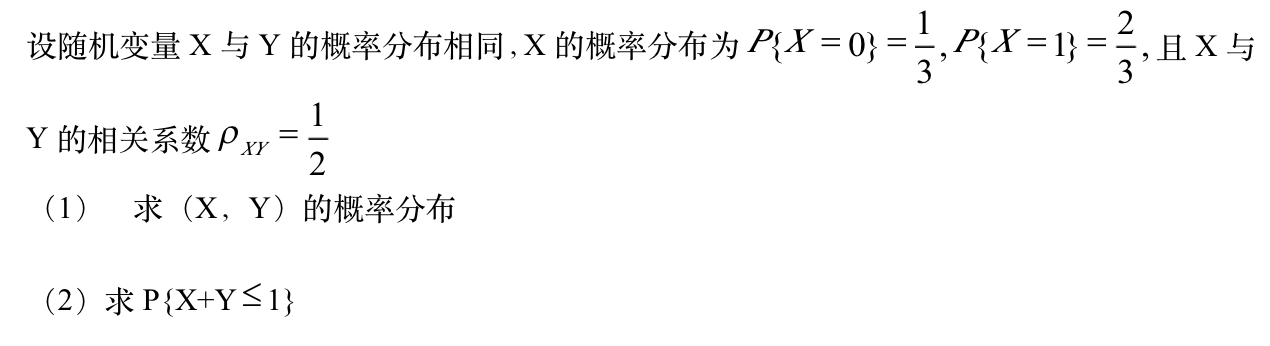 设随机变量 X 与 Y 的概率分布相同,X 的概率分布为 P{X=0}=1/3,P{X=1}=2/3,且 X 与
Y 的相关系数 ρ_XY=1/2
（1） 求（X，Y）的概率分布
（2）求 P{X+Y≤1}